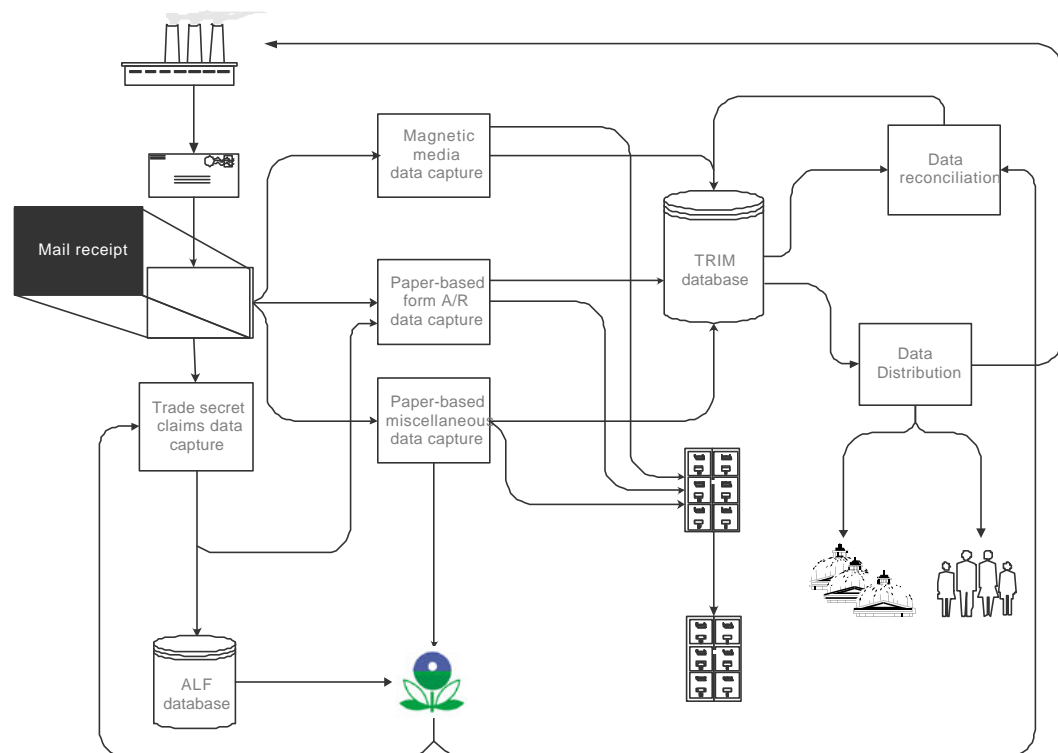 Magnetic
media
data capture
Data
reconciliation
Mail receipt
TRIM
database
Paper-based
form A/R
data capture
Data
Distribution
Trade secret
claims data
capture
Paper-based
miscellaneous
data capture
ALF
database